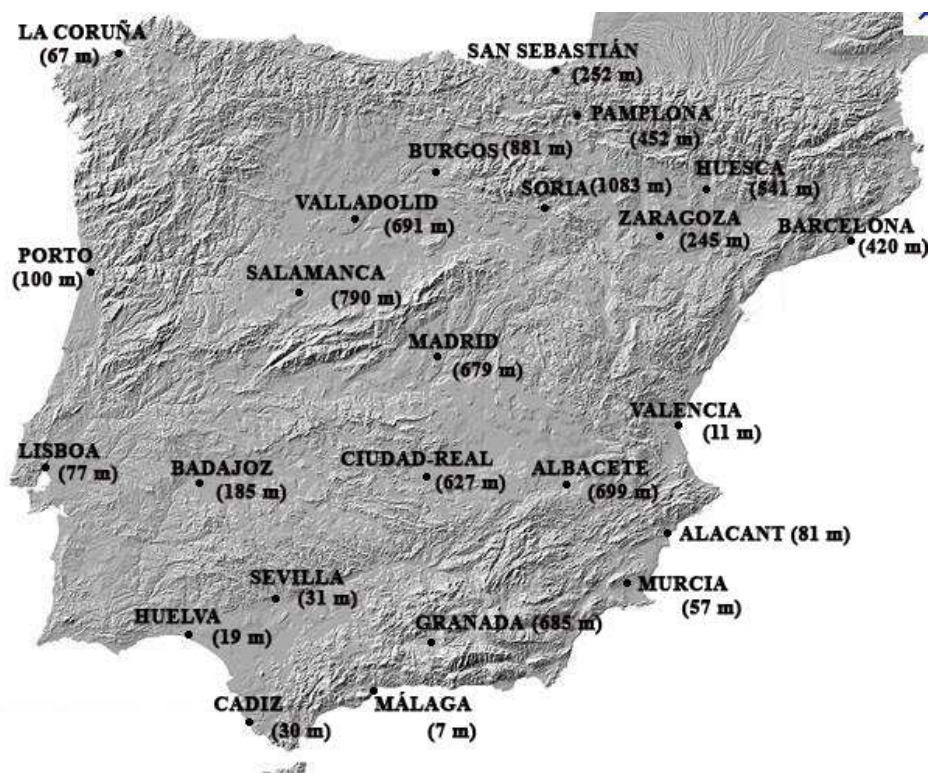 LA CORUÑA
(67 m)
SAN SEBASTIÁN
(252 m)
PAMPLONA
(452 m)
BURGOS (881 m)
HUESCA
(541 m)
SORIA (1083 m)
VALLADOLID
(691 m)
ZARAGOZA
(245 m)
BARCELONA
(420 m)
PORTO
(100 m)
SALAMANCA
(790 m)
MADRID
(679 m)
VALENCIA
(11 m)
LISBOA
(77 m)
BADAJOZ
(185 m)
CIUDAD-REAL
(627 m)
ALBACETE
(699 m)
ALACANT (81 m)
SEVILLA
(31 m)
MURCIA
(57 m)
HUELVA
(19 m)
GRANADA (685 m)
CADIZ
(30 m)
MÁLAGA
(7 m)